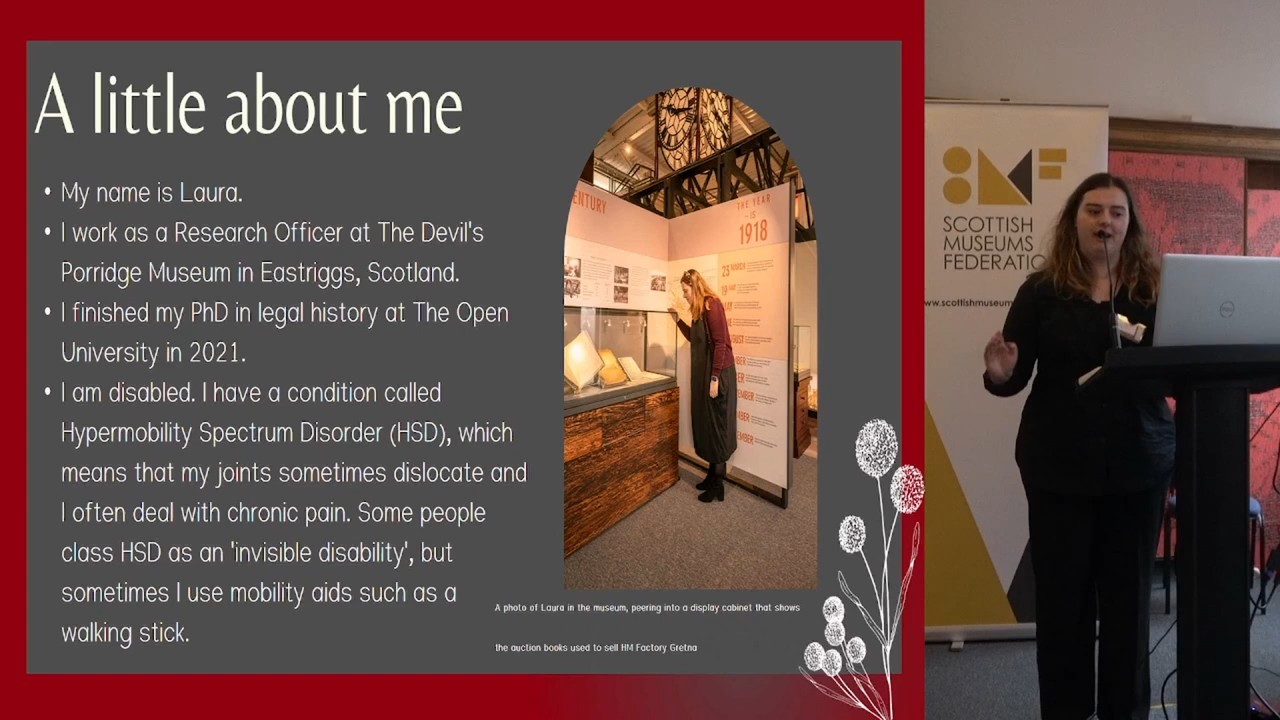 A little about me
• My name is Laura.
• I work as a Research Officer at The Devil's
Porridge Museum in Eastriggs, Scotland.
• I finished my PhD in legal history at The Open
University in 2021.
• I am disabled. I have a condition called
Hypermobility Spectrum Disorder (HSD), which
means that my joints sometimes dislocate and
I often deal with chronic pain. Some people
class HSD as an 'invisible disability', but
sometimes I use mobility aids such as a
walking stick.
ENTURY
THE YEAR
IS
1918
23 MARCH
A photo of Laura in the museum, peering into a display cabinet that shows
the auction books used to sell HM Factory Gretna
SMF
SCOTTISH
MUSEUMS
FEDERATIO
www.scottishmuseum
DELL